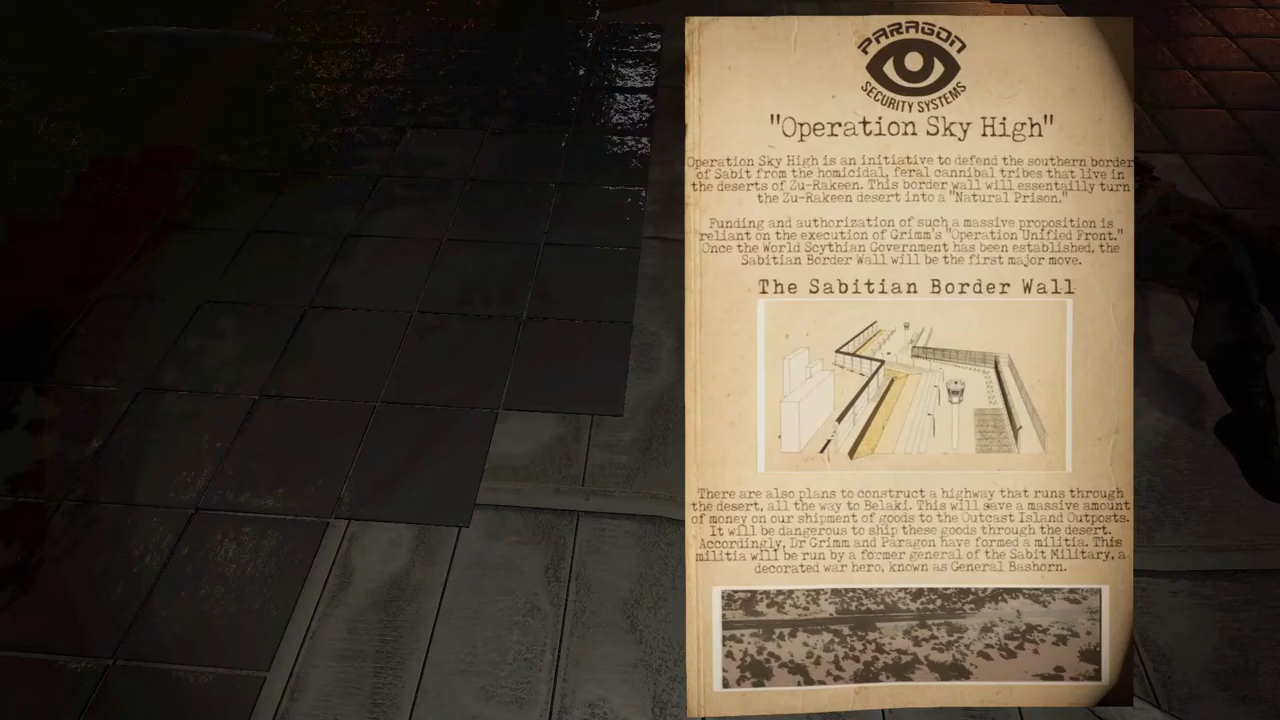 PARAGON
SECURITY SYSTEMS
"Operation Sky High"
Operation Sky High is an initiative to defend the southern border
of Sabit from the homicidal, feral cannibal tribes that live in
the deserts of Zu-Rakeen. This border wall will essentailly turn
the Zu-Rakeen desert into a "Natural Prison."
Funding and authorization of such a massive proposition is
reliant on the execution of Grimm's "Operation Unified Front."
Once the World Scythian Government has been established, the
Sabitian Border Wall will be the first major move.
The Sabitian Border Wall
There are also plans to construct a highway that runs through
the desert, all the way to Belaki. This will save a massive amount
of money on our shipment of goods to the Outcast Island Outposts.
It will be dangerous to ship these goods through the desert.
Accordingly, Dr Grimm and Paragon have formed a militia. This
militia will be run by a former general of the Sabit Military, a
decorated war hero, known as General Bashorn.